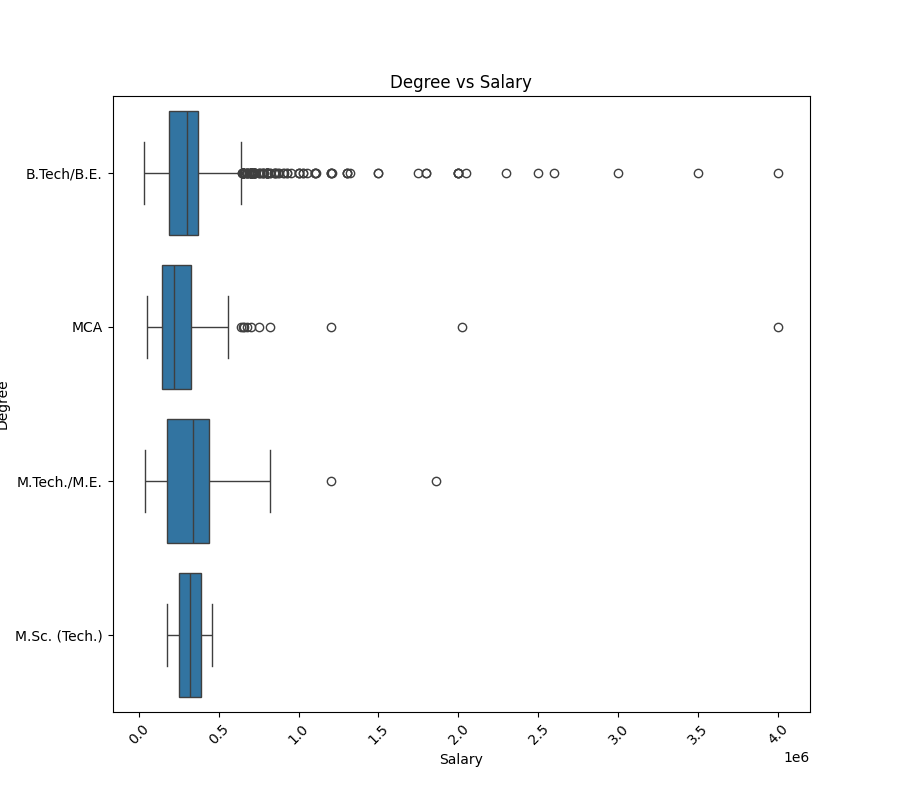 Degree vs Salary
B.Tech/B.E.
MCA
Degree
M.Tech./M.E.
M.Sc. (Tech.)
0.0 0.5 1.0 1.5 2.0 2.5 3.0 3.5 4.0
Salary
1e6